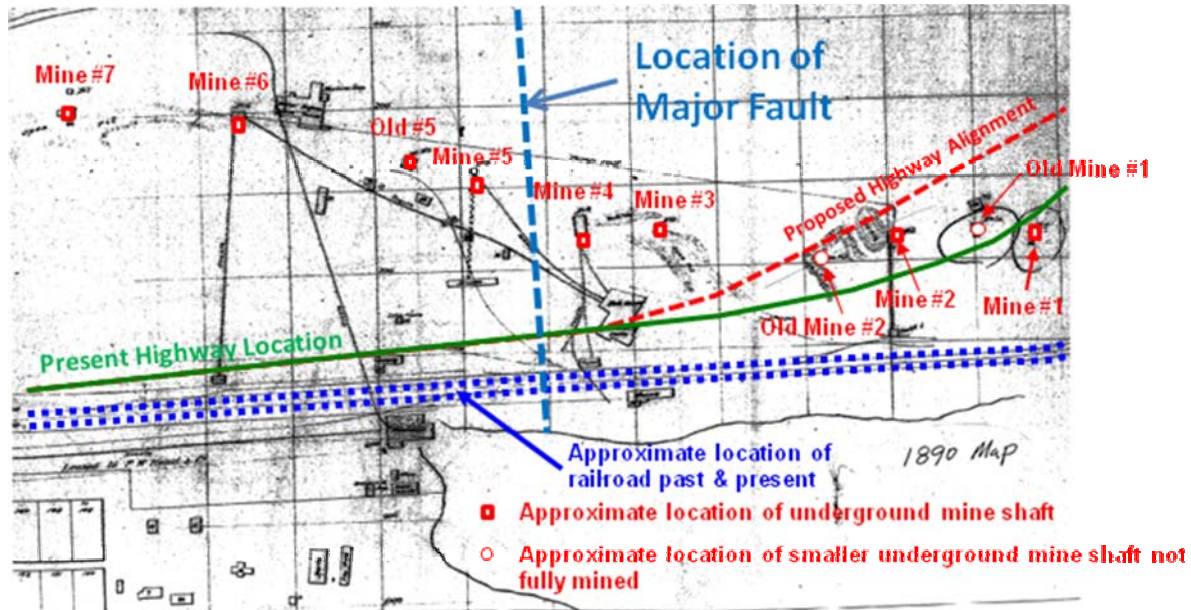 Mine #7
Mine #6
Old #5
Mine #5
Location of
Major Fault
Mine #4
Mine #3
Proposed Highway Alignment
Old Mine #1
Mine #2
Old Mine #2
Mine #1
Present Highway Location
1890 Map
Approximate location of
railroad past & present
Approximate location of underground mine shaft
Approximate location of smaller underground mine shaft not
fully mined